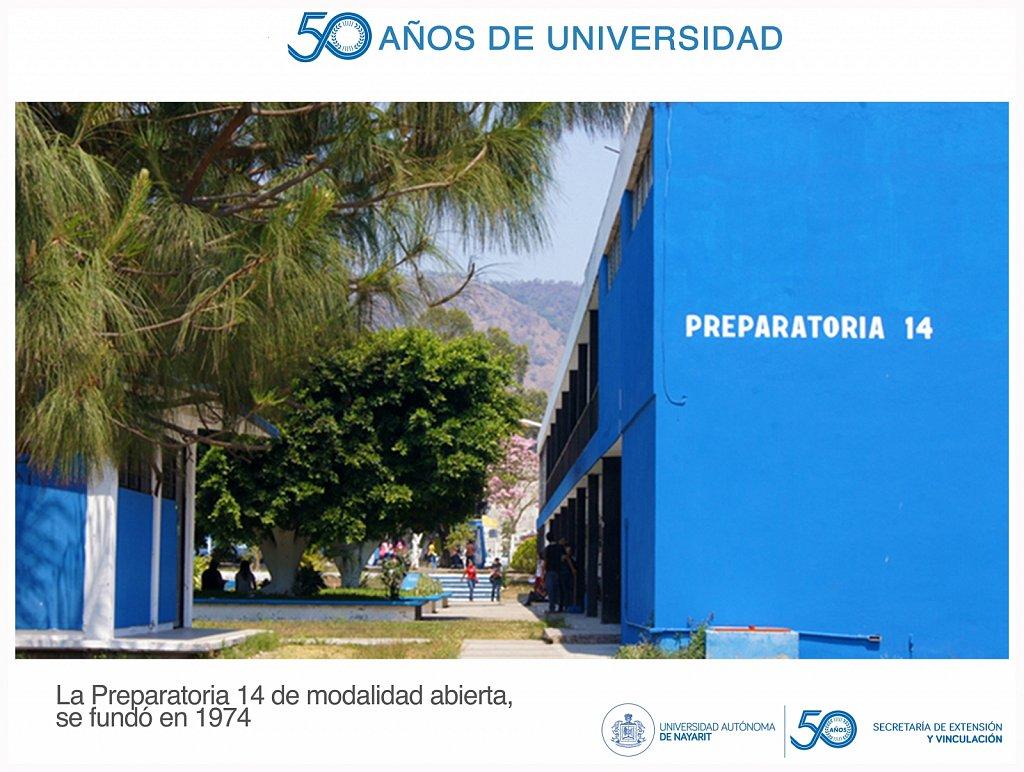 50 AÑOS DE UNIVERSIDAD
PREPARATORIA 14
La Preparatoria 14 de modalidad abierta,
se fundó en 1974
UNIVERSIDAD AUTÓNOMA
DE NAYARIT
50 AÑOS
SECRETARÍA DE EXTENSIÓN
Y VINCULACIÓN